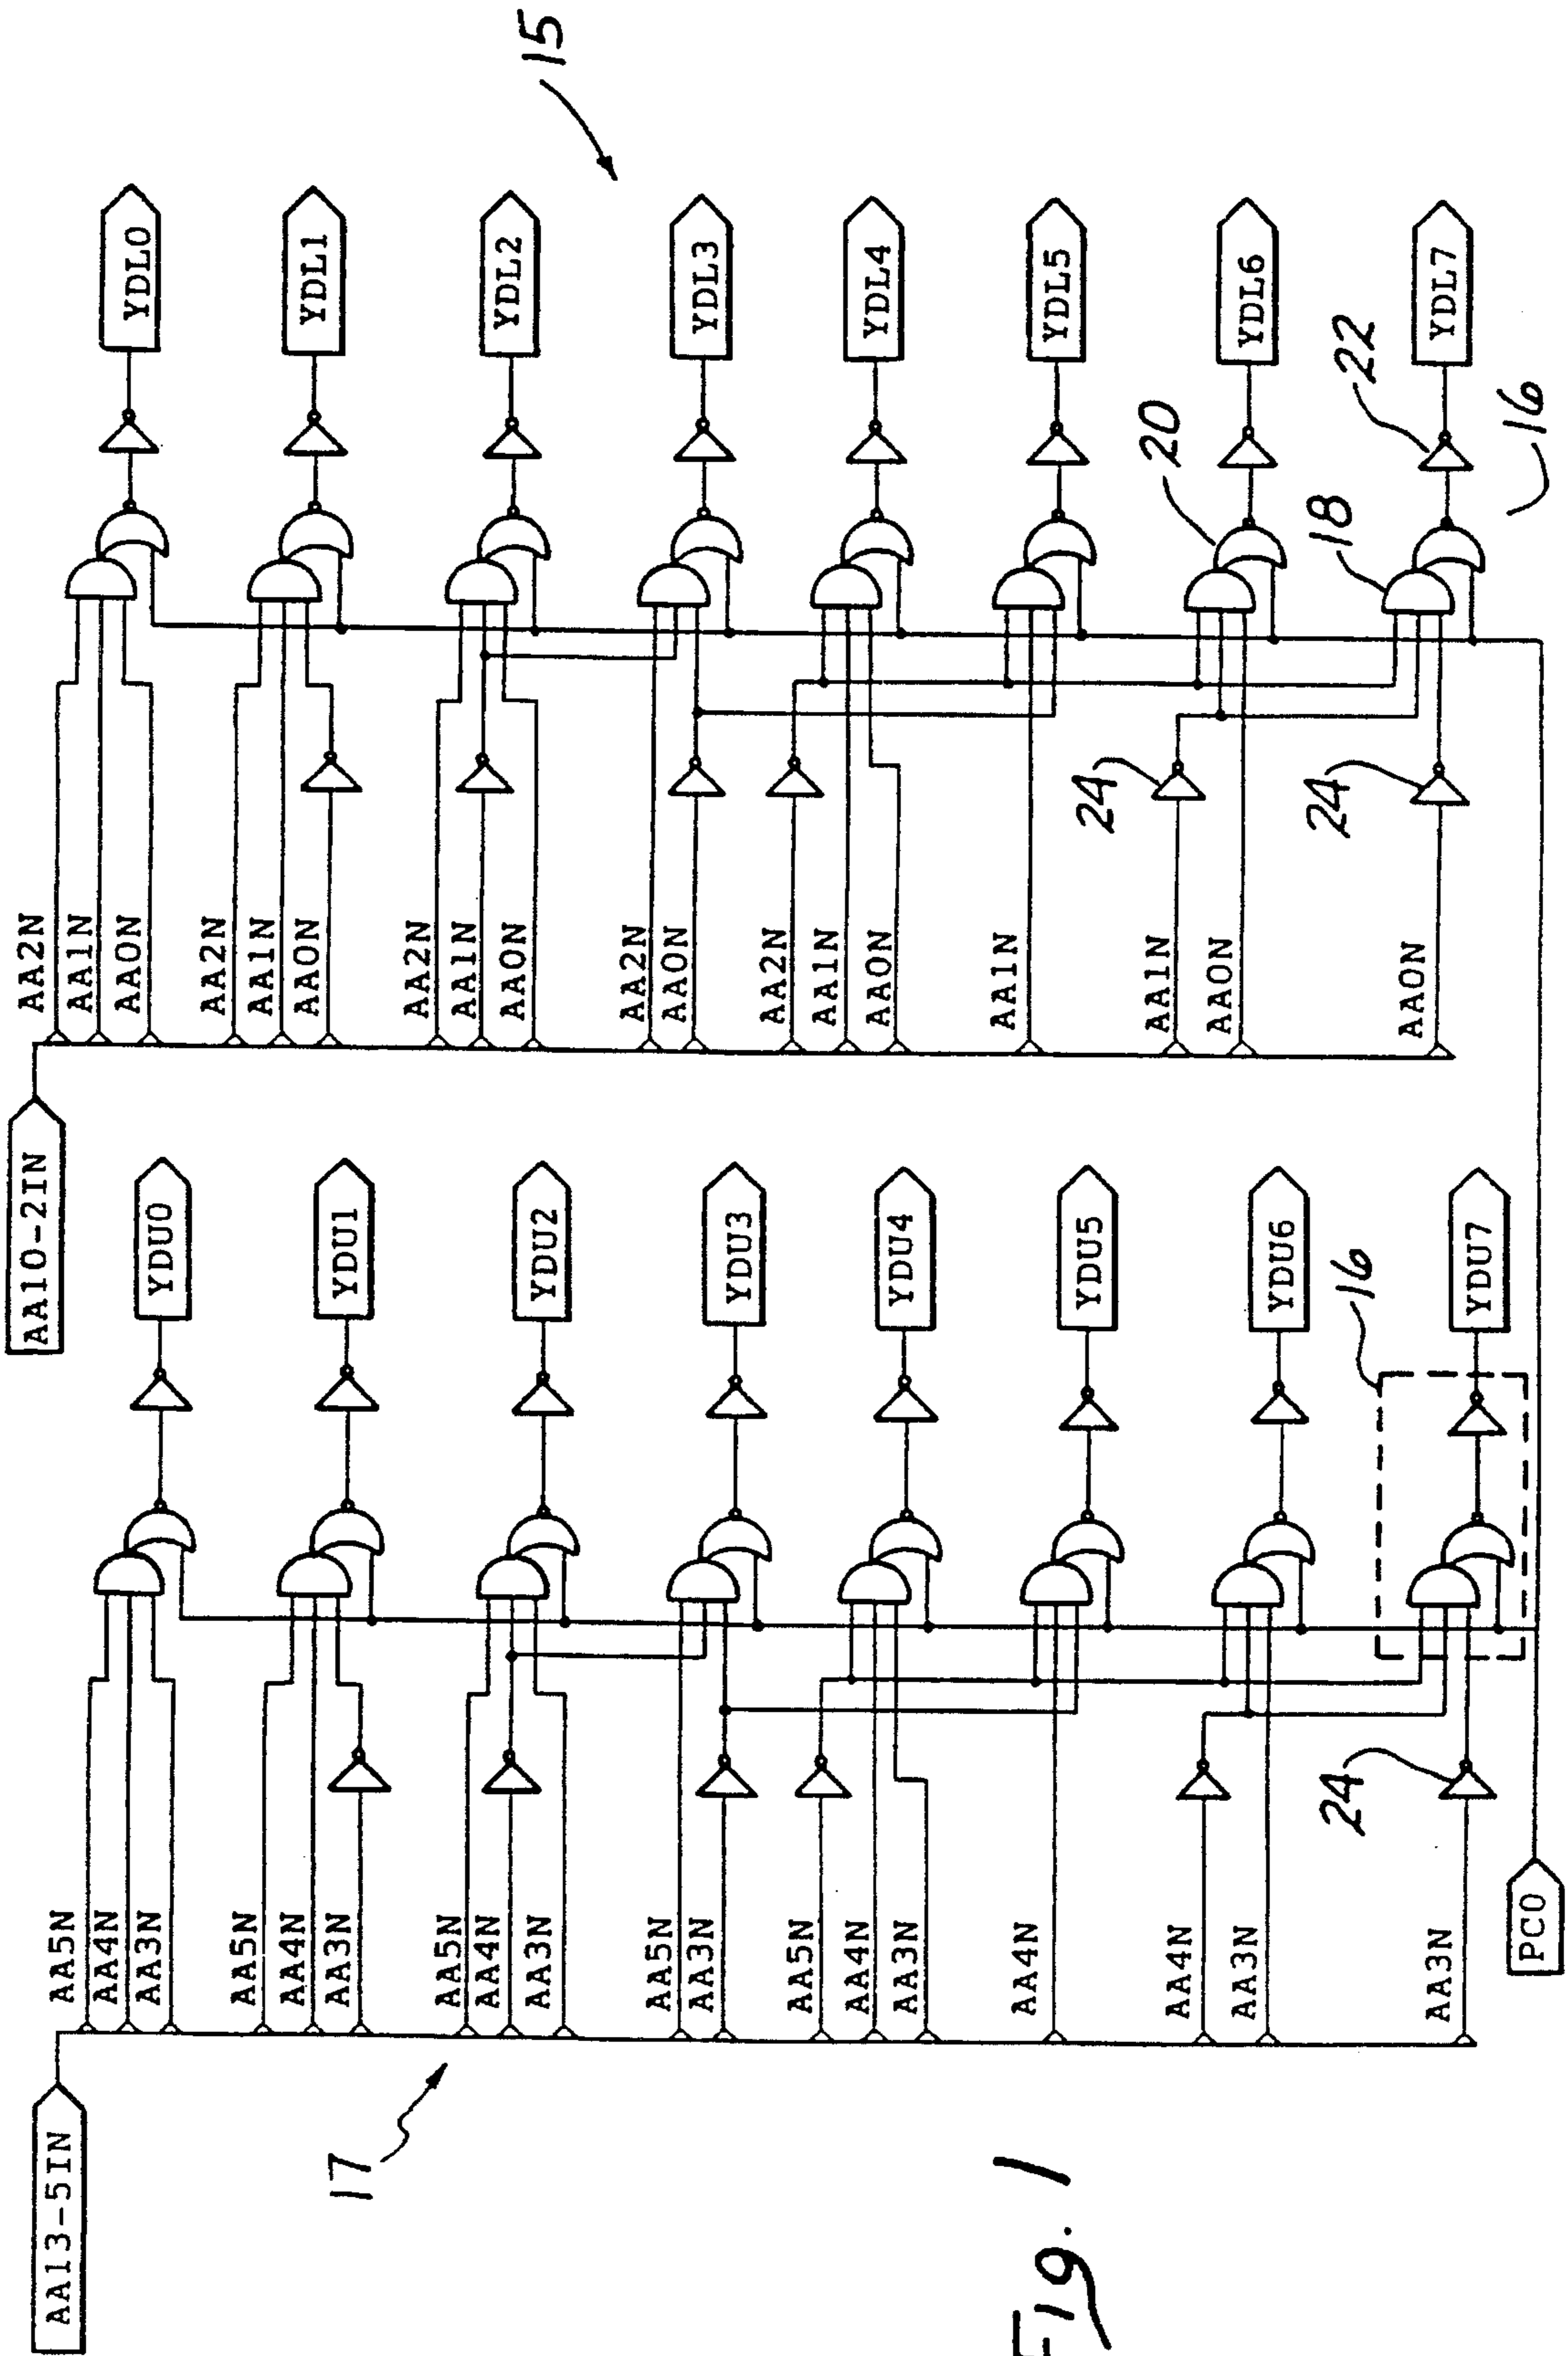 AA13-5IN
AA5N
AA4N
AA3N
YDU0
AA5N
AA4N
AA3N
YDU1
AA5N
AA4N
AA3N
YDU2
AA5N
AA3N
YDU3
AA5N
AA4N
AA3N
YDU4
AA4N
YDU5
AA4N
AA3N
YDU6
AA3N
24
16
YDU7
PC0
17
AA10-2IN
AA2N
AA1N
AA0N
YDL0
AA2N
AA1N
AA0N
YDL1
AA2N
AA1N
AA0N
YDL2
AA2N
AA0N
YDL3
AA2N
AA1N
AA0N
YDL4
AA1N
YDL5
AA1N
AA0N
24
20
YDL6
AA0N
24
18
22
YDL7
16
15
Fig. 1